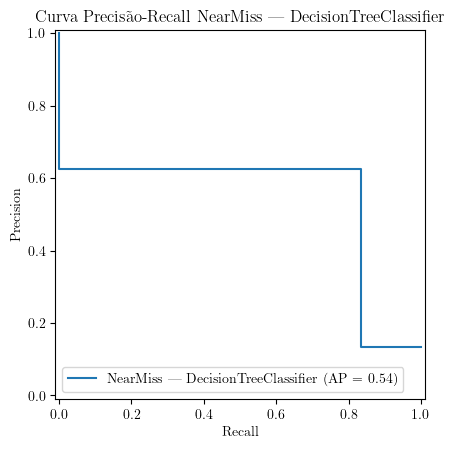 Curva Precisão-Recall NearMiss — DecisionTreeClassifier
1.0
0.8
0.6
0.4
0.2
0.0
Precision
NearMiss — DecisionTreeClassifier (AP = 0.54)
0.0 0.2 0.4 0.6 0.8 1.0
Recall